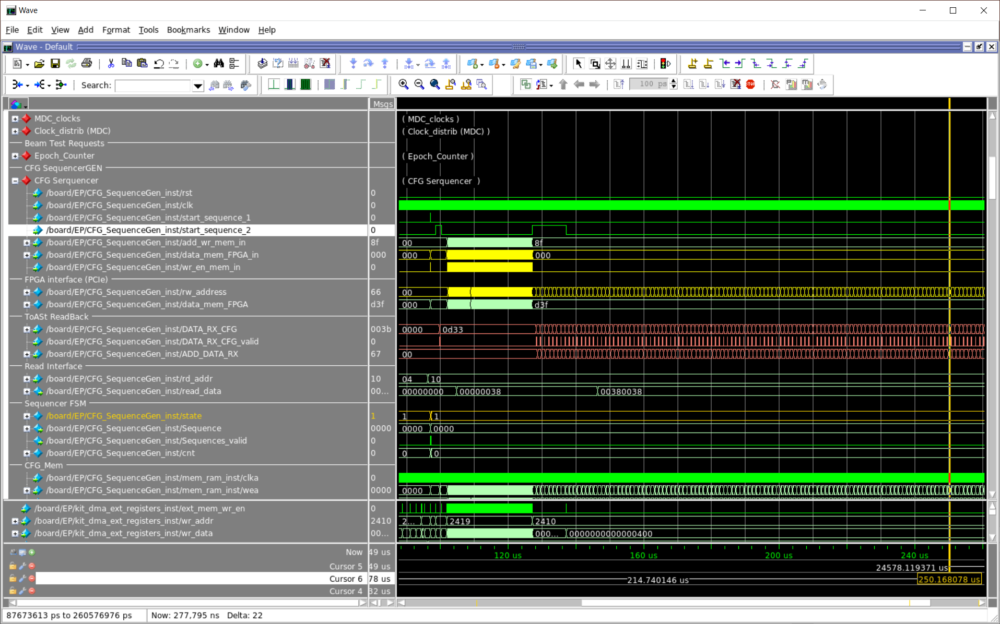 Wave
File Edit View Add Format Tools Bookmarks Window Help
Wave - Default
Search:
100 ps
STOP
Msgs
MDC_clocks ( MDC_clocks )
Clock_distrib (MDC) ( Clock_distrib (MDC) )
Beam Test Requests
Epoch_Counter ( Epoch_Counter )
CFG SequencerGEN
CFG Serquencer ( CFG Serquencer )
/board/EP/CFG_SequenceGen_inst/rst 0
/board/EP/CFG_SequenceGen_inst/clk 0
/board/EP/CFG_SequenceGen_inst/start_sequence_1 0
/board/EP/CFG_SequenceGen_inst/start_sequence_2 0
/board/EP/CFG_SequenceGen_inst/add_wr_mem_in 8f 00 8f
/board/EP/CFG_SequenceGen_inst/data_mem_FPGA_in 000 000 000
/board/EP/CFG_SequenceGen_inst/wr_en_mem_in 0
FPGA interface (PCIe)
/board/EP/CFG_SequenceGen_inst/rw_address 66 00
/board/EP/CFG_SequenceGen_inst/data_mem_FPGA d3f 000 d3f
ToASt ReadBack
/board/EP/CFG_SequenceGen_inst/DATA_RX_CFG 003b 0000 0d33
/board/EP/CFG_SequenceGen_inst/DATA_RX_CFG_valid 0
/board/EP/CFG_SequenceGen_inst/ADD_DATA_RX 67 00
Read Interface
/board/EP/CFG_SequenceGen_inst/rd_addr 10 04 10
/board/EP/CFG_SequenceGen_inst/read_data 00... 00000000 00000038 00380038
Sequencer FSM
/board/EP/CFG_SequenceGen_inst/state 1 1 1
/board/EP/CFG_SequenceGen_inst/Sequence 0000 0000 0000
/board/EP/CFG_SequenceGen_inst/Sequences_valid 0
/board/EP/CFG_SequenceGen_inst/cnt 0 0 0
CFG_Mem
/board/EP/CFG_SequenceGen_inst/mem_ram_inst/clka 0
/board/EP/CFG_SequenceGen_inst/mem_ram_inst/wea 0000 0000
/board/EP/kit_dma_ext_registers_inst/ext_mem_wr_en 0
/board/EP/kit_dma_ext_registers_inst/wr_addr 2410 2... 2419 2410
/board/EP/kit_dma_ext_registers_inst/wr_data 00... 000... 0000000000000400
Now 49 us 120 us 160 us 200 us 240 us
Cursor 5 49 us 24578.119371 us
Cursor 6 78 us 214.740146 us 250.168078 us
Cursor 4 32 us
87673613 ps to 260576976 ps Now: 277,795 ns Delta: 22